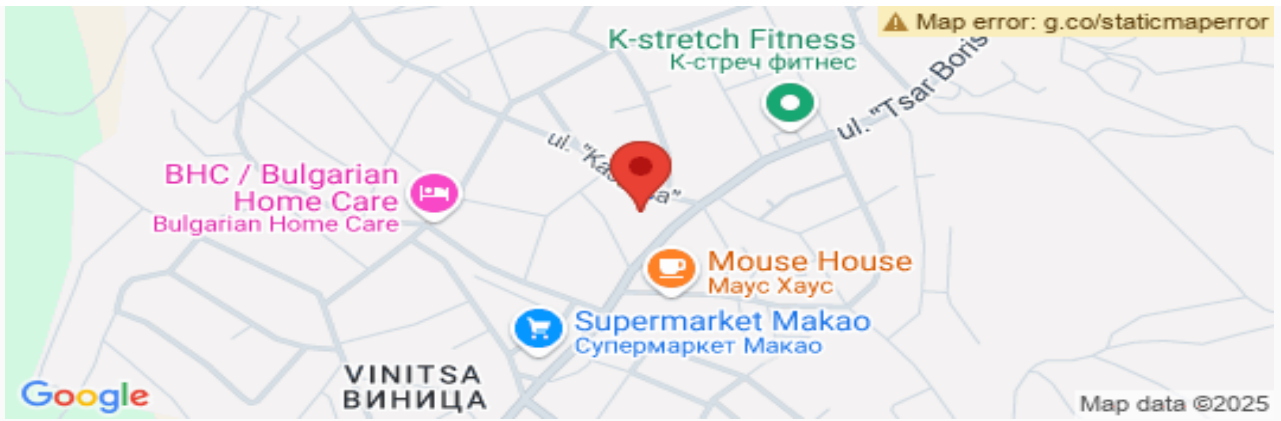 Map error: g.co/staticmaperror
K-stretch Fitness
К-стреч фитнес
ul. "Tsar Boris
ul.
BHC / Bulgarian
Home Care
Bulgarian Home Care
Mouse House
Маус Хаус
Supermarket Makao
Супермаркет Макао
VINITSA
ВИНИЦА
Google
Map data ©2025